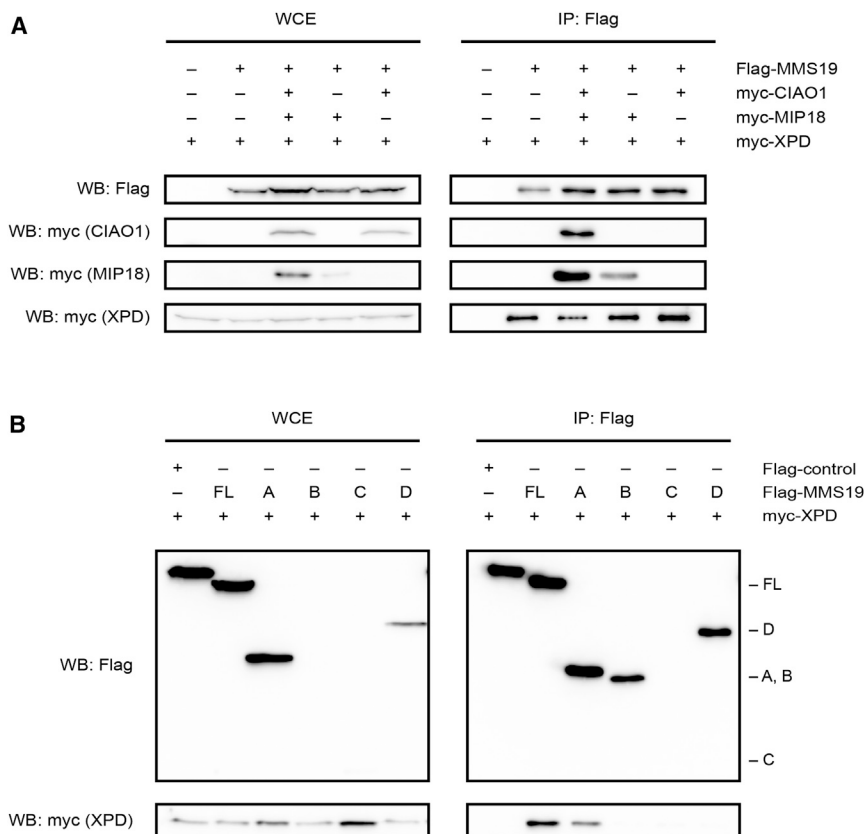 A
WCE IP: Flag
– + + + + – + + + + Flag-MMS19
– – + – + – – + – + myc-CIAO1
– – + + – – – + + – myc-MIP18
+ + + + + + + + + + myc-XPD
WB: Flag
WB: myc (CIAO1)
WB: myc (MIP18)
WB: myc (XPD)
B
WCE IP: Flag
+ – – – – – + – – – – – Flag-control
– FL A B C D – FL A B C D Flag-MMS19
+ + + + + + + + + + + + myc-XPD
– FL
– D
WB: Flag
– A, B
– C
WB: myc (XPD)